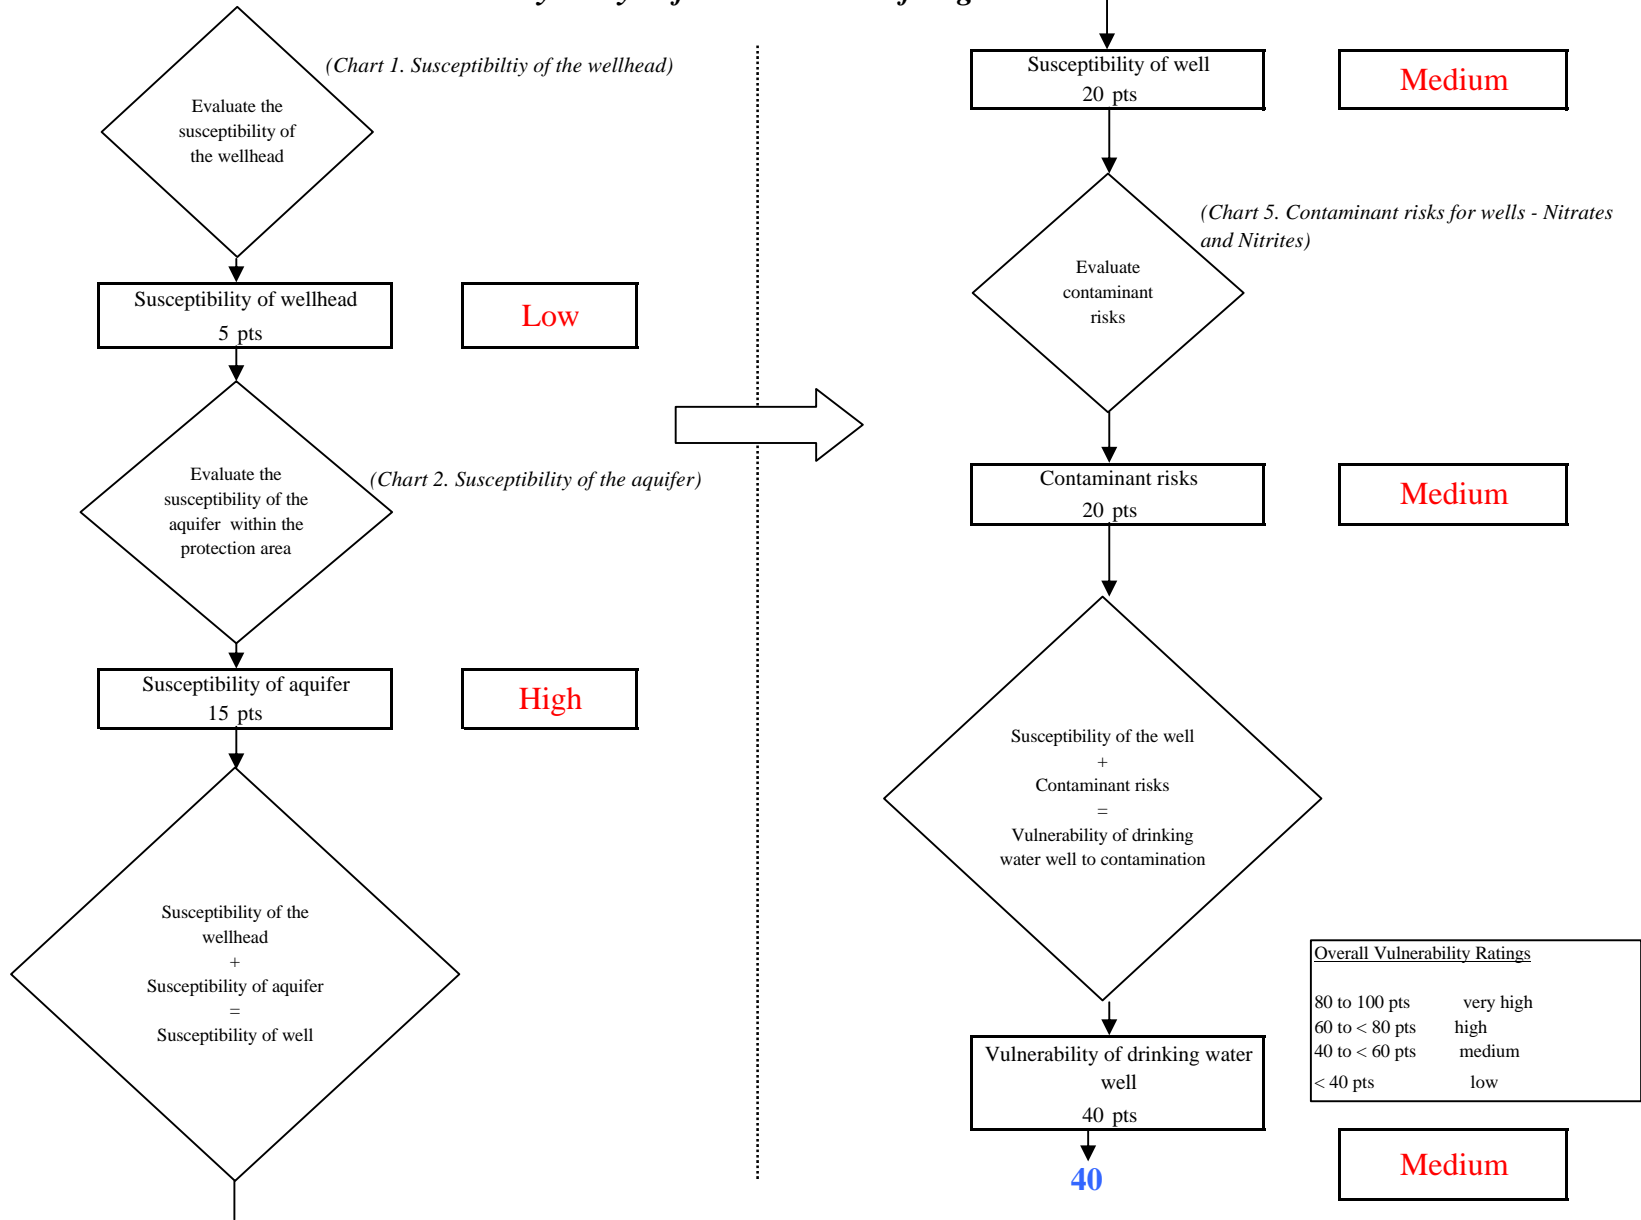 (Chart 1. Susceptibiltiy of the wellhead)
Evaluate the
susceptibility of
the wellhead
Susceptibility of wellhead
5 pts
Low
Evaluate the
susceptibility of the
aquifer within the
protection area
(Chart 2. Susceptibility of the aquifer)
Susceptibility of aquifer
15 pts
High
Susceptibility of the
wellhead
+
Susceptibility of aquifer
=
Susceptibility of well
Susceptibility of well
20 pts
Medium
(Chart 5. Contaminant risks for wells - Nitrates
and Nitrites)
Evaluate
contaminant
risks
Contaminant risks
20 pts
Medium
Susceptibility of the well
+
Contaminant risks
=
Vulnerability of drinking
water well to contamination
Overall Vulnerability Ratings
80 to 100 pts very high
60 to < 80 pts high
40 to < 60 pts medium
< 40 pts low
Vulnerability of drinking water
well
40 pts
40
Medium